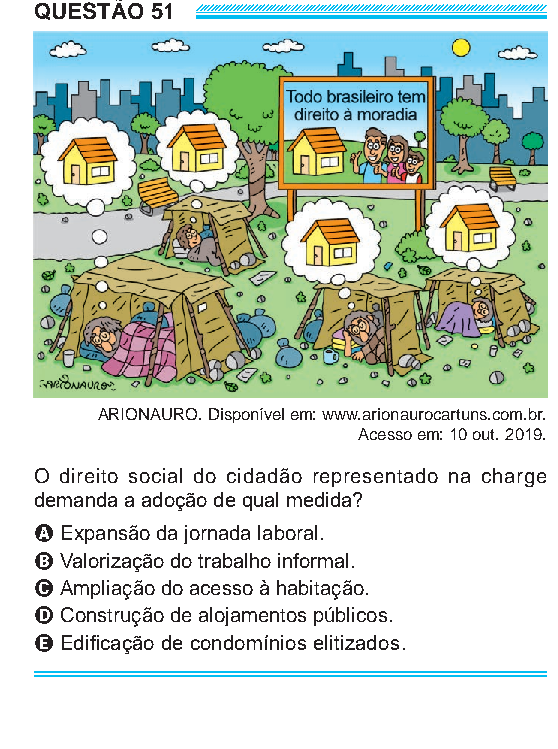 QUESTÃO 51
Todo brasileiro tem
direito à moradia
ARIONAURO
ARIONAURO. Disponível em: www.arionaurocartuns.com.br.
Acesso em: 10 out. 2019.
O direito social do cidadão representado na charge
demanda a adoção de qual medida?
A Expansão da jornada laboral.
B Valorização do trabalho informal.
C Ampliação do acesso à habitação.
D Construção de alojamentos públicos.
E Edificação de condomínios elitizados.